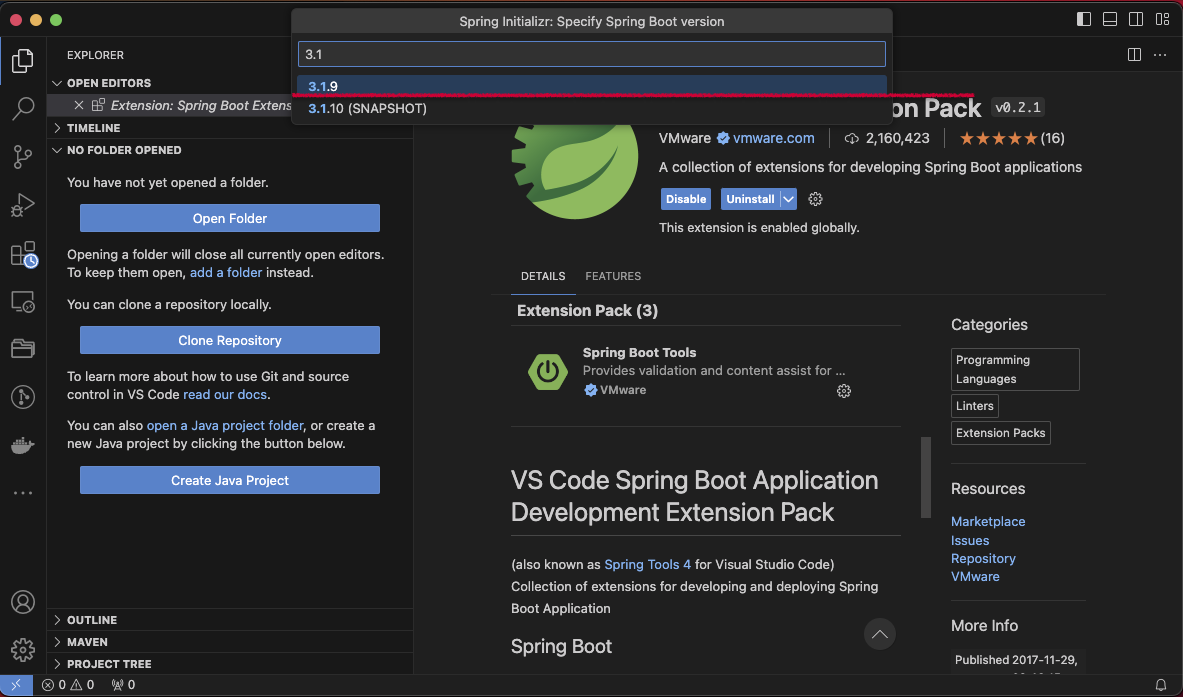 Spring Initializr: Specify Spring Boot version
3.1
3.1.9
3.1.10 (SNAPSHOT)
EXPLORER
OPEN EDITORS
Extension: Spring Boot Extens
TIMELINE
NO FOLDER OPENED
You have not yet opened a folder.
Open Folder
Opening a folder will close all currently open editors.
To keep them open, add a folder instead.
You can clone a repository locally.
Clone Repository
To learn more about how to use Git and source
control in VS Code read our docs.
You can also open a Java project folder, or create a
new Java project by clicking the button below.
Create Java Project
OUTLINE
MAVEN
PROJECT TREE
0 0 0
on Pack v0.2.1
VMware vmware.com 2,160,423 (16)
A collection of extensions for developing Spring Boot applications
Disable Uninstall
This extension is enabled globally.
DETAILS FEATURES
Extension Pack (3)
Spring Boot Tools
Provides validation and content assist for ...
VMware
VS Code Spring Boot Application
Development Extension Pack
(also known as Spring Tools 4 for Visual Studio Code)
Collection of extensions for developing and deploying Spring
Boot Application
Spring Boot
Categories
Programming
Languages
Linters
Extension Packs
Resources
Marketplace
Issues
Repository
VMware
More Info
Published 2017-11-29,